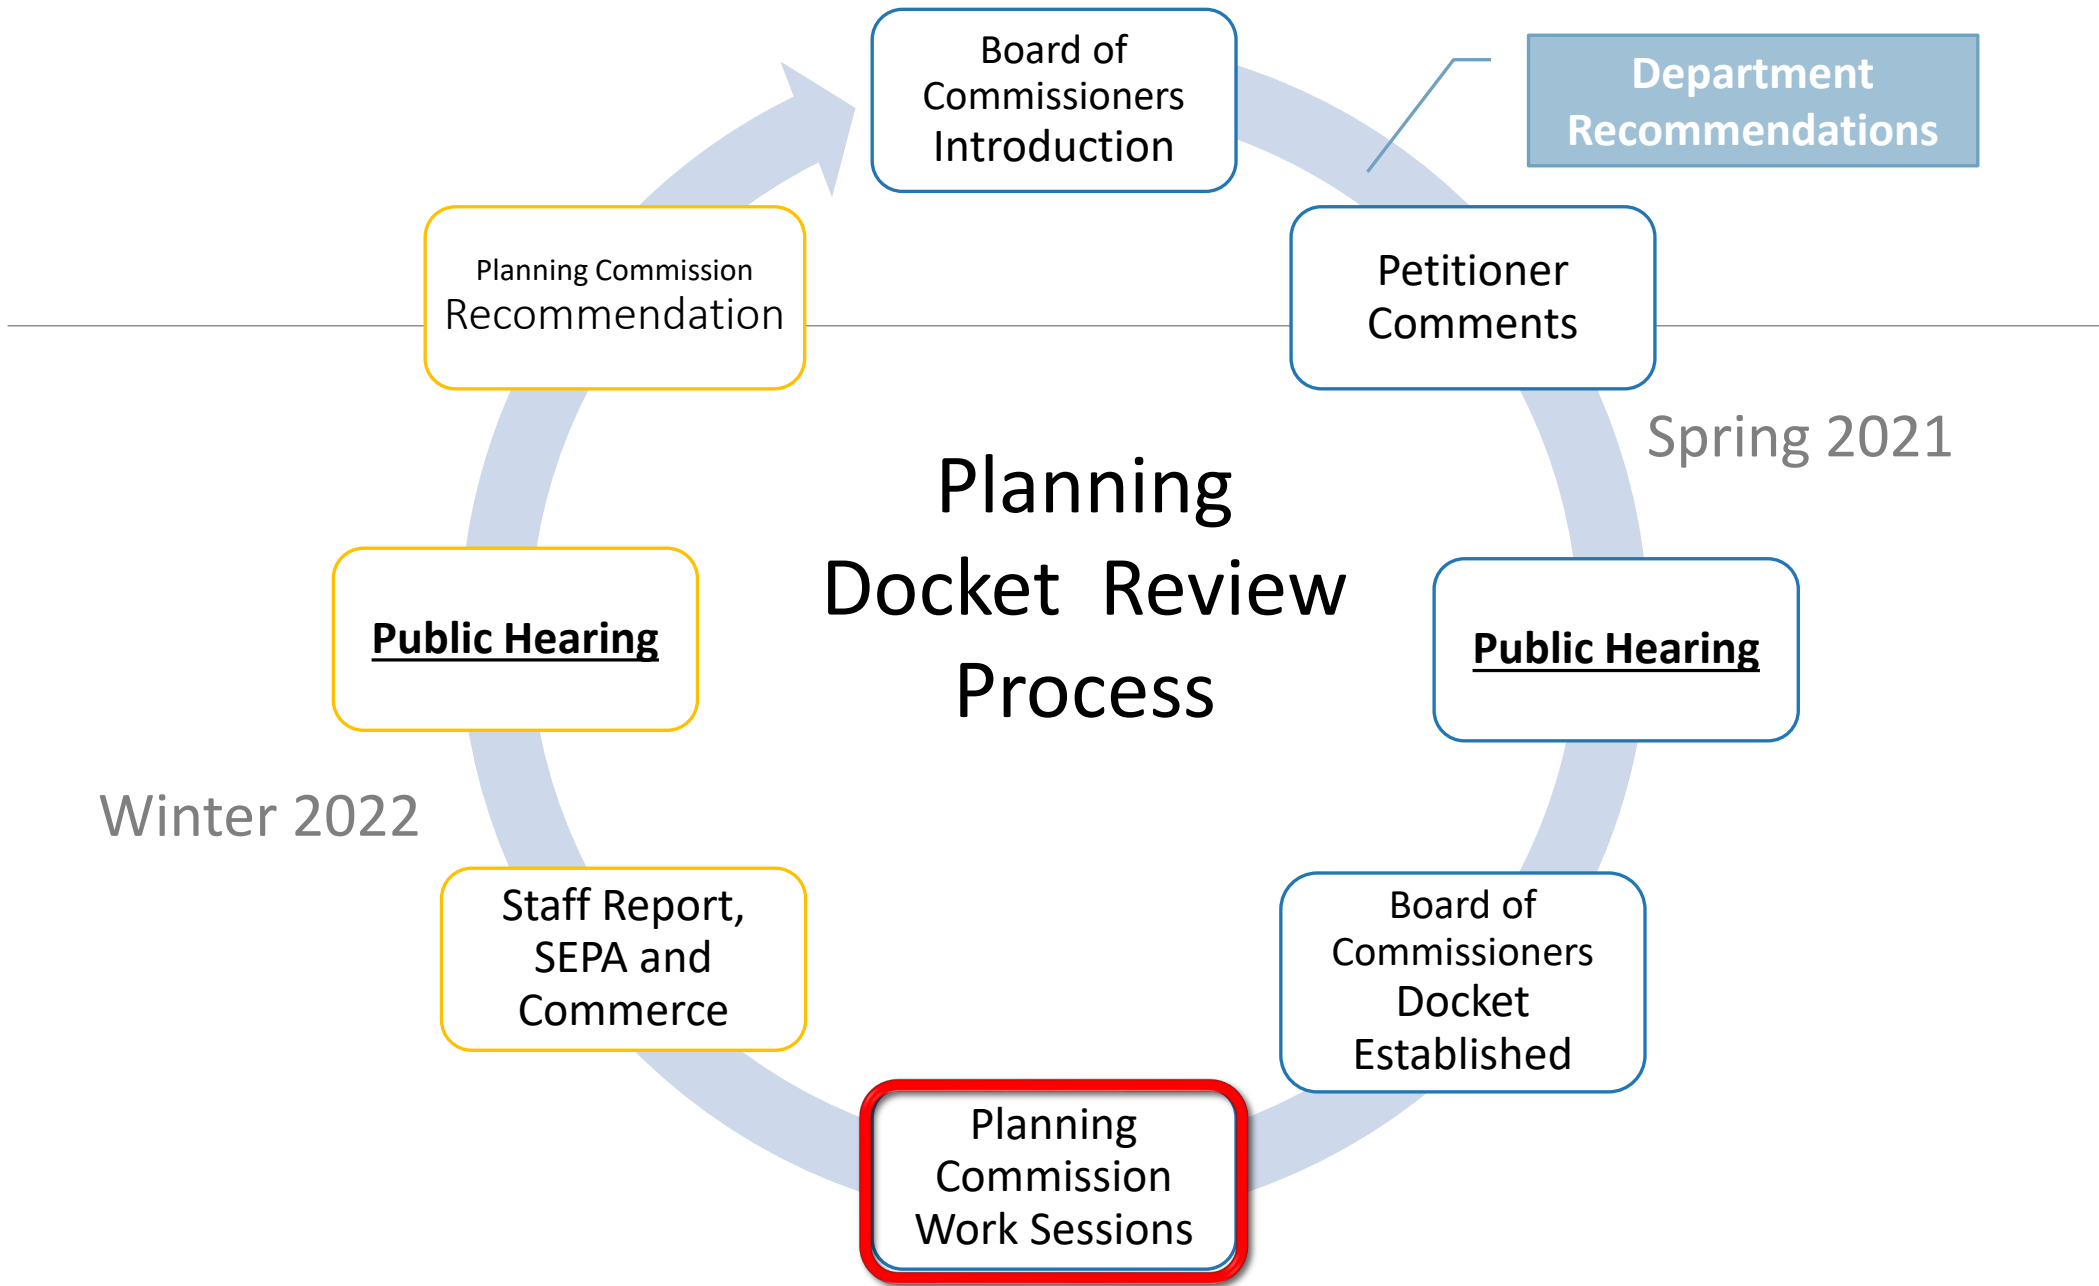 Board of
Commissioners
Introduction
Department
Recommendations
Petitioner
Comments
Spring 2021
Public Hearing
Board of
Commissioners
Docket
Established
Planning
Commission
Work Sessions
Staff Report,
SEPA and
Commerce
Winter 2022
Public Hearing
Planning Commission
Recommendation
Planning
Docket Review
Process